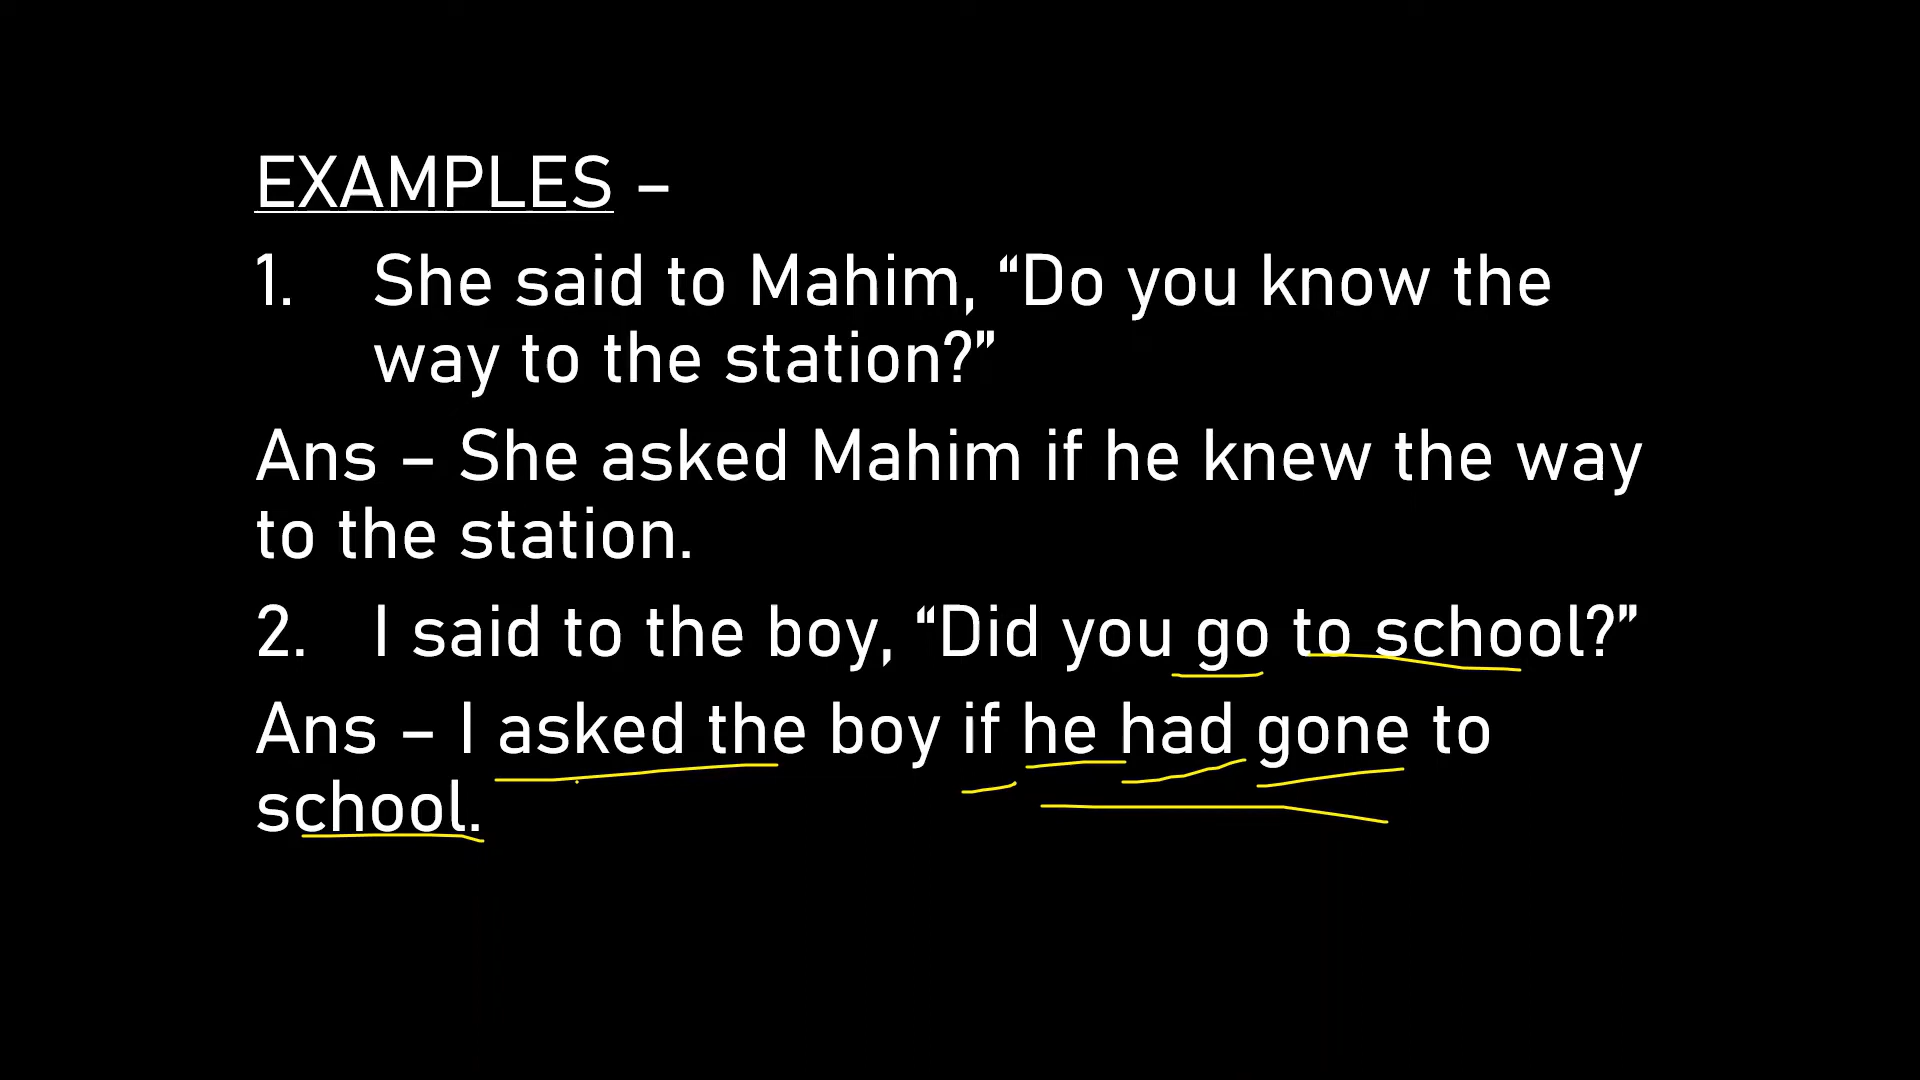 EXAMPLES –
1. She said to Mahim, “Do you know the
way to the station?”
Ans – She asked Mahim if he knew the way
to the station.
2. I said to the boy, “Did you go to school?”
Ans – I asked the boy if he had gone to
school.